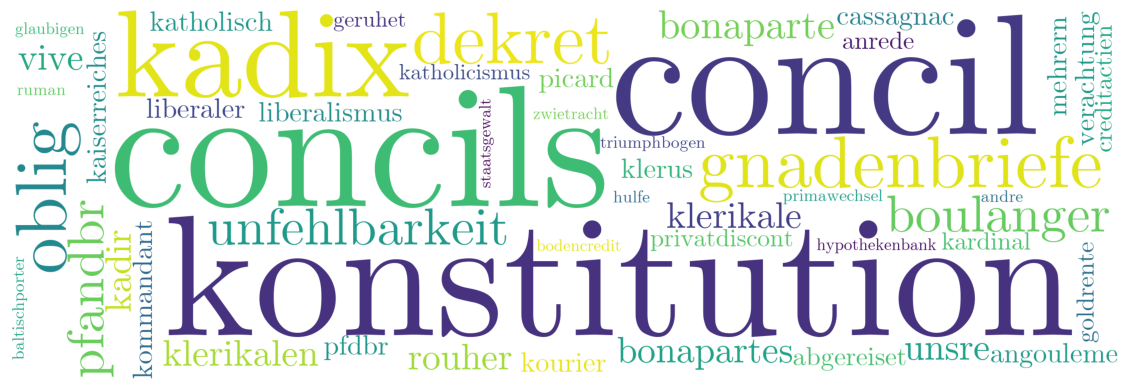 glaubigen
katholisch
geruhet
bonaparte
cassagnac
vive
kadix
dekret
anrede
ruman
kaiserreiches
katholicismus
picard
concil
mehrern
verachtung
creditactien
liberaler
liberalismus
concils
staatsgewalt
zwietracht
triumphbogen
oblig
klerus
gnadenbriefe
hulfe
primawechsel
andre
pfandbr
kadir
kommandant
unfehlbarkeit
klerikale
boulanger
bodencredit
privatdiscont
hypothekenbank
kardinal
baltischporter
konstitution
goldrente
klerikalen
pfdbr
rouher
kourier
bonapartes
abgereiset
unsre
angouleme